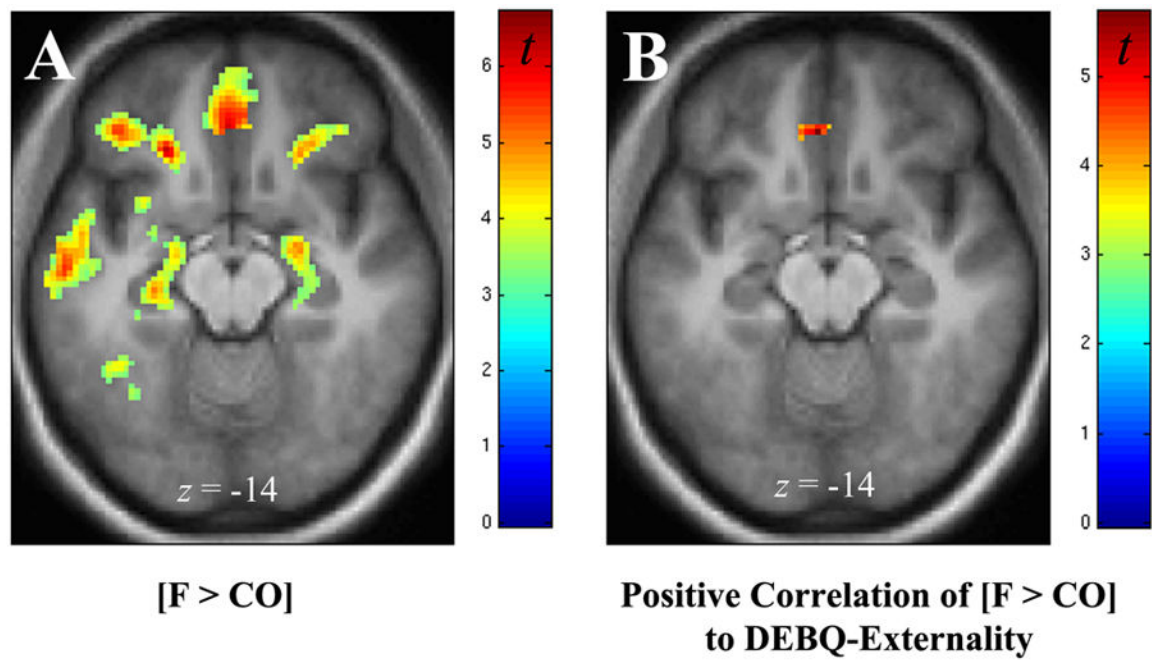 A
t
6
5
4
3
2
1
0
z = -14
[F > CO]
B
t
5
4
3
2
1
0
z = -14
Positive Correlation of [F > CO]
to DEBQ-Externality